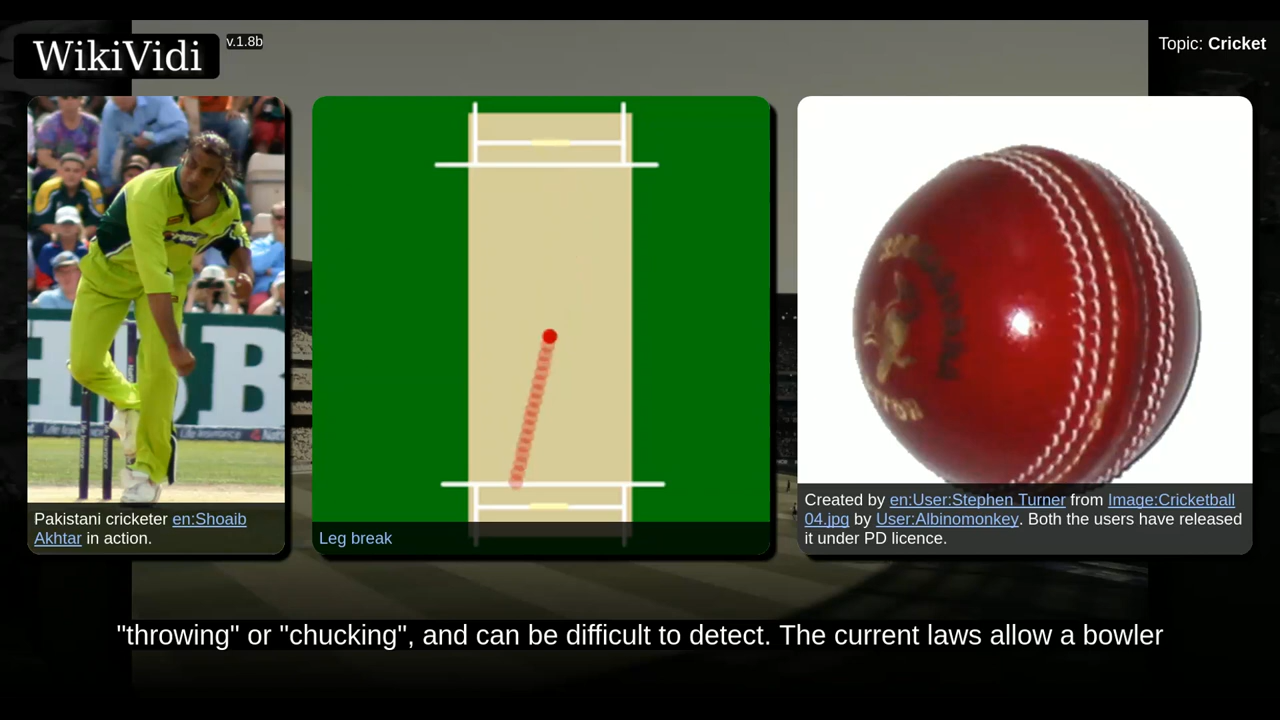 WikiVidi
v.1.8b
Topic: Cricket
Pakistani cricketer en:Shoaib
Akhtar in action.
Leg break
Created by en:User:Stephen Turner from Image:Cricketball
04.jpg by User:Albinomonkey. Both the users have released
it under PD licence.
"throwing" or "chucking", and can be difficult to detect. The current laws allow a bowler